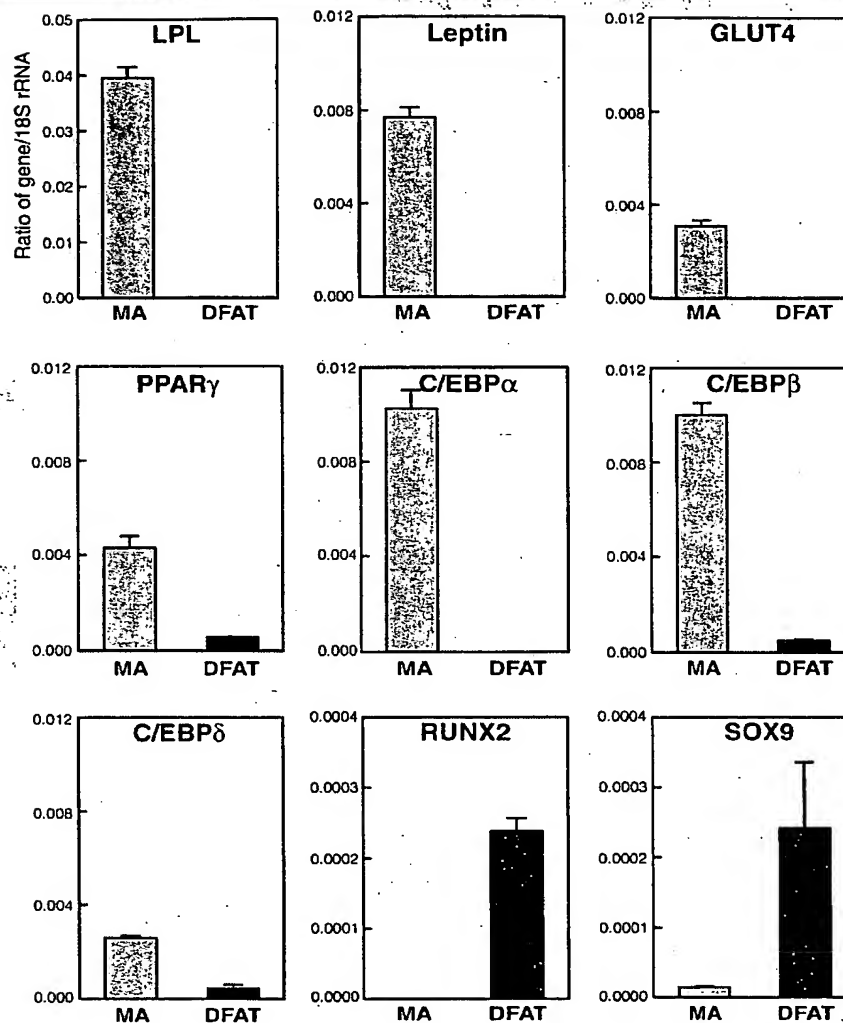 LPL
Leptin
GLUT4
Ratio of gene/18S rRNA
0.05
0.04
0.03
0.02
0.01
0.00
0.012
0.008
0.004
0.000
0.012
0.008
0.004
0.000
MA DFAT
MA DFAT
MA DFAT
PPARγ
C/EBPα
C/EBPβ
0.012
0.008
0.004
0.000
0.012
0.008
0.004
0.000
0.012
0.008
0.004
0.000
MA DFAT
MA DFAT
MA DFAT
C/EBPδ
RUNX2
SOX9
0.012
0.008
0.004
0.000
0.0004
0.0003
0.0002
0.0001
0.0000
0.0004
0.0003
0.0002
0.0001
0.0000
MA DFAT
MA DFAT
MA DFAT